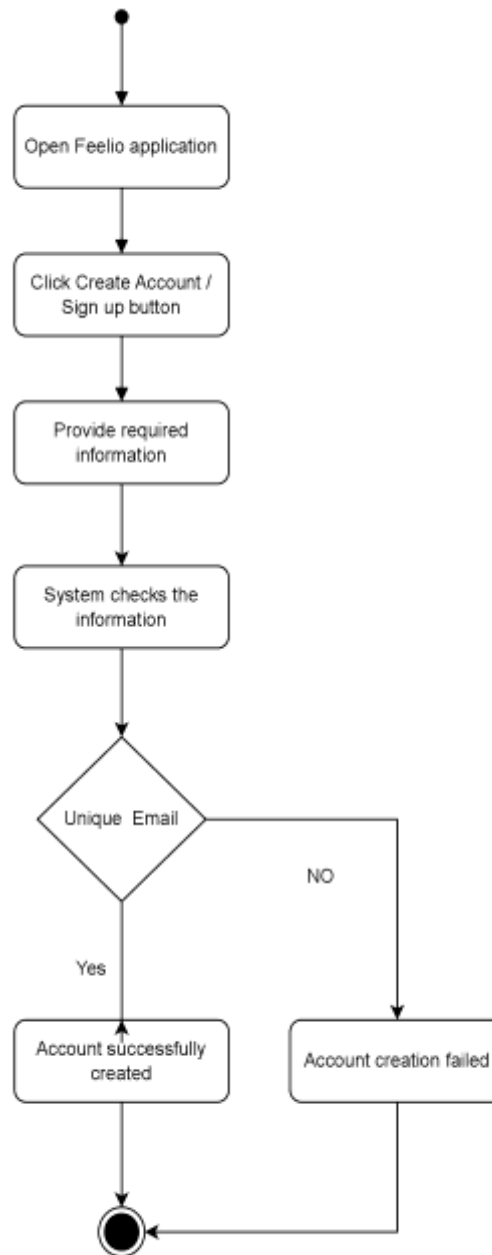 Open Feelio application
Click Create Account /
Sign up button
Provide required
information
System checks the
information
Unique Email
NO
Yes
Account successfully
created
Account creation failed